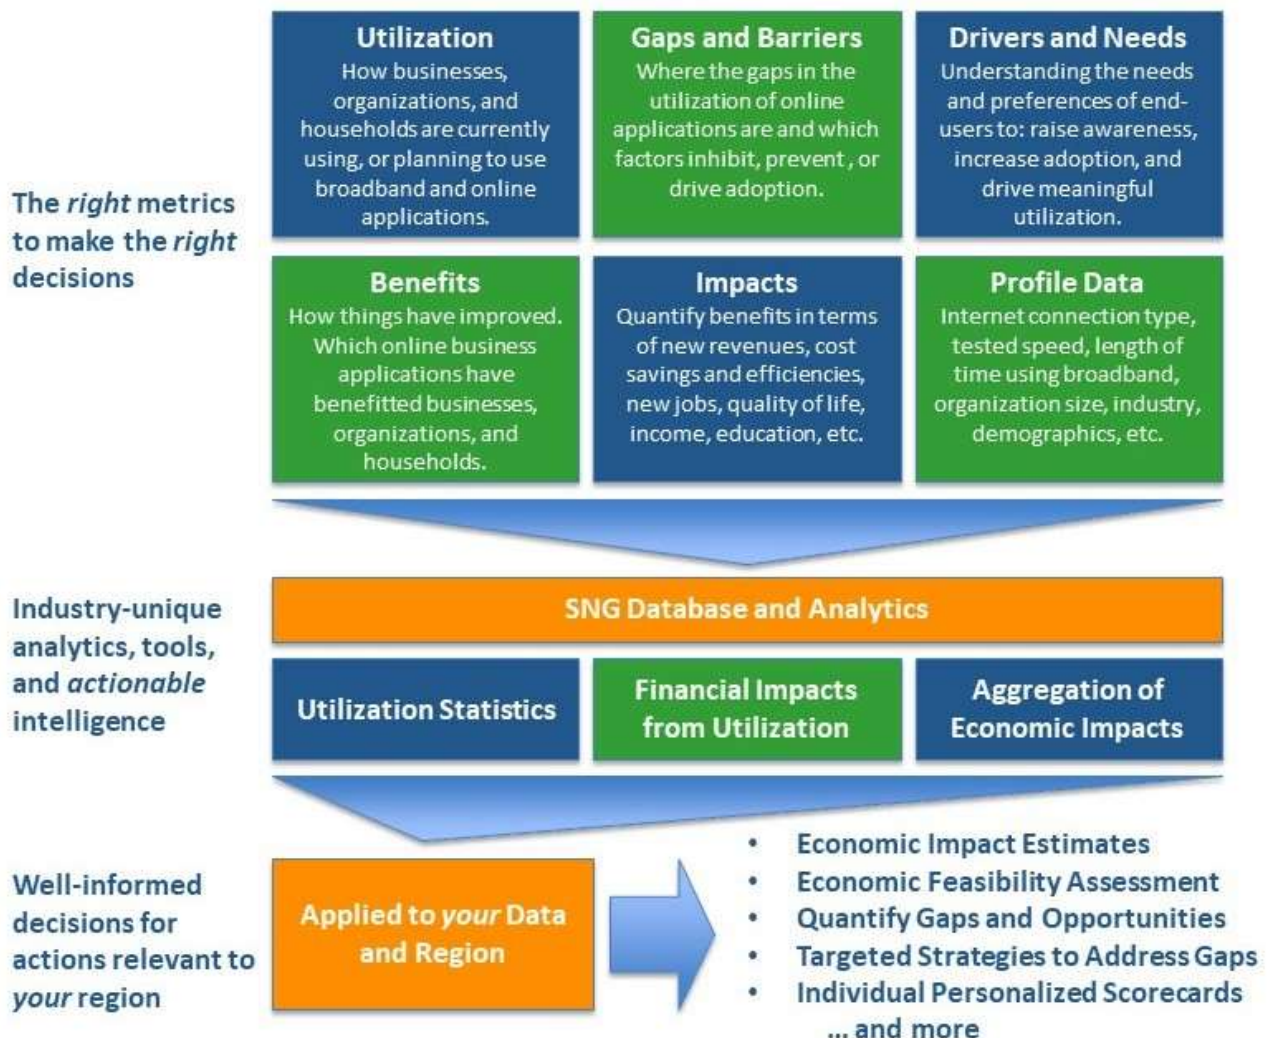 The right metrics
to make the right
decisions
Utilization
How businesses,
organizations, and
households are currently
using, or planning to use
broadband and online
applications.
Gaps and Barriers
Where the gaps in the
utilization of online
applications are and which
factors inhibit, prevent , or
drive adoption.
Drivers and Needs
Understanding the needs
and preferences of end-
users to: raise awareness,
increase adoption, and
drive meaningful
utilization.
Benefits
How things have improved.
Which online business
applications have
benefitted businesses,
organizations, and
households.
Impacts
Quantify benefits in terms
of new revenues, cost
savings and efficiencies,
new jobs, quality of life,
income, education, etc.
Profile Data
Internet connection type,
tested speed, length of
time using broadband,
organization size, industry,
demographics, etc.
Industry-unique
analytics, tools,
and actionable
intelligence
SNG Database and Analytics
Utilization Statistics
Financial Impacts
from Utilization
Aggregation of
Economic Impacts
Well-informed
decisions for
actions relevant to
your region
Applied to your Data
and Region
• Economic Impact Estimates
• Economic Feasibility Assessment
• Quantify Gaps and Opportunities
• Targeted Strategies to Address Gaps
• Individual Personalized Scorecards
... and more